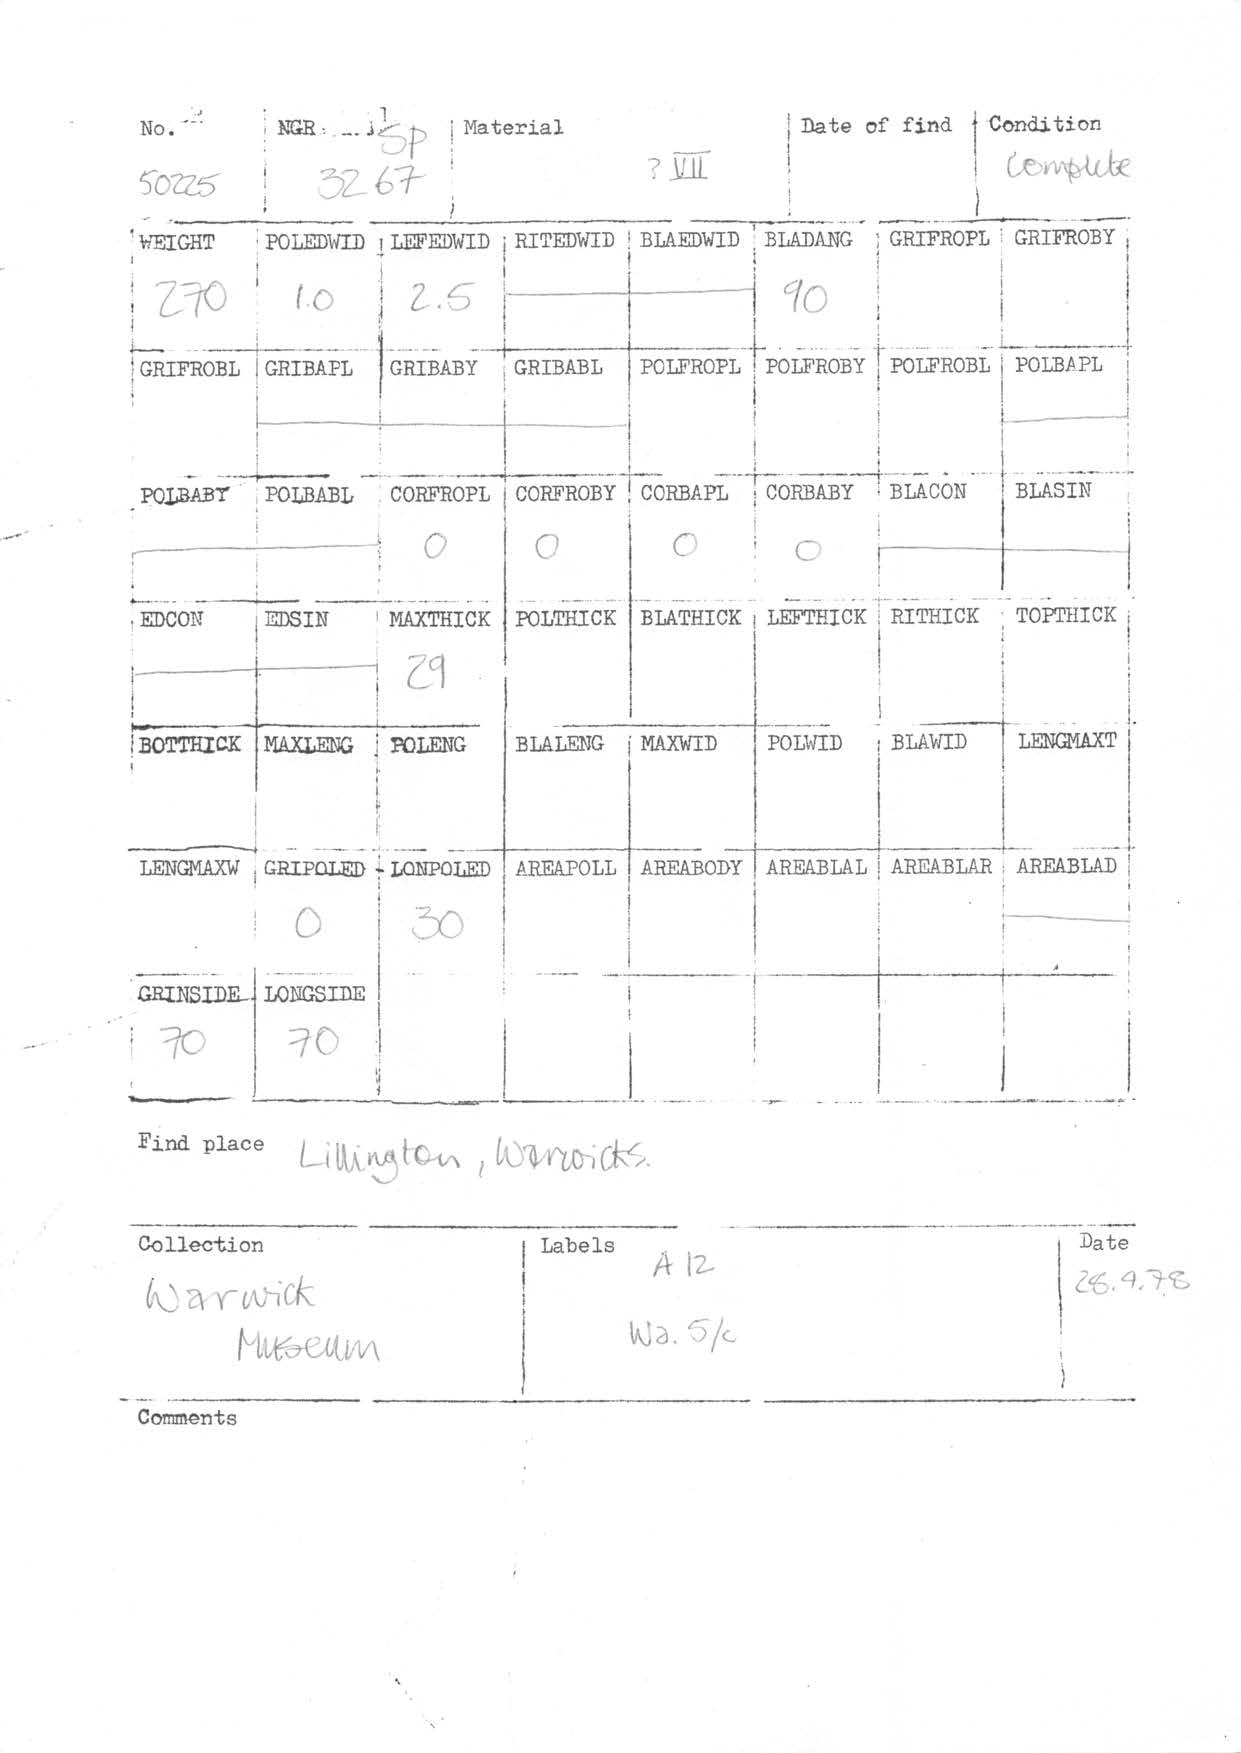 No. NGR Material Date of find Condition
50225 SP 3267 ? VII Complete
WEIGHT POLEDWID LEFEDWID RITEDWID BLAEDWID BLADANG GRIFROPL GRIFROBY
270 1.0 2.5 90
GRIFROBL GRIBAPL GRIBABY GRIBABL POLFROPL POLFROBY POLFROBL POLBAPL
POLBABY POLBABL CORFROPL CORFROBY CORBAPL CORBABY BLACON BLASIN
0 0 0 0
EDCON EDSIN MAXTHICK POLTHICK BLATHICK LEFTHICK RITHICK TOPTHICK
29
BOTTHICK MAXLENG POLENG BLALENG MAXWID POLWID BLAWID LENGMAXT
LENGMAXW GRIPOLED LONPOLED AREAPOLL AREABODY AREABLAL AREABLAR AREABLAD
0 30
GRINSIDE LONGSIDE
70 70
Find place Lillington, Warwicks.
Collection Labels Date
A 12 28.9.78
Warwick
Museum Wa. 5/c
Comments